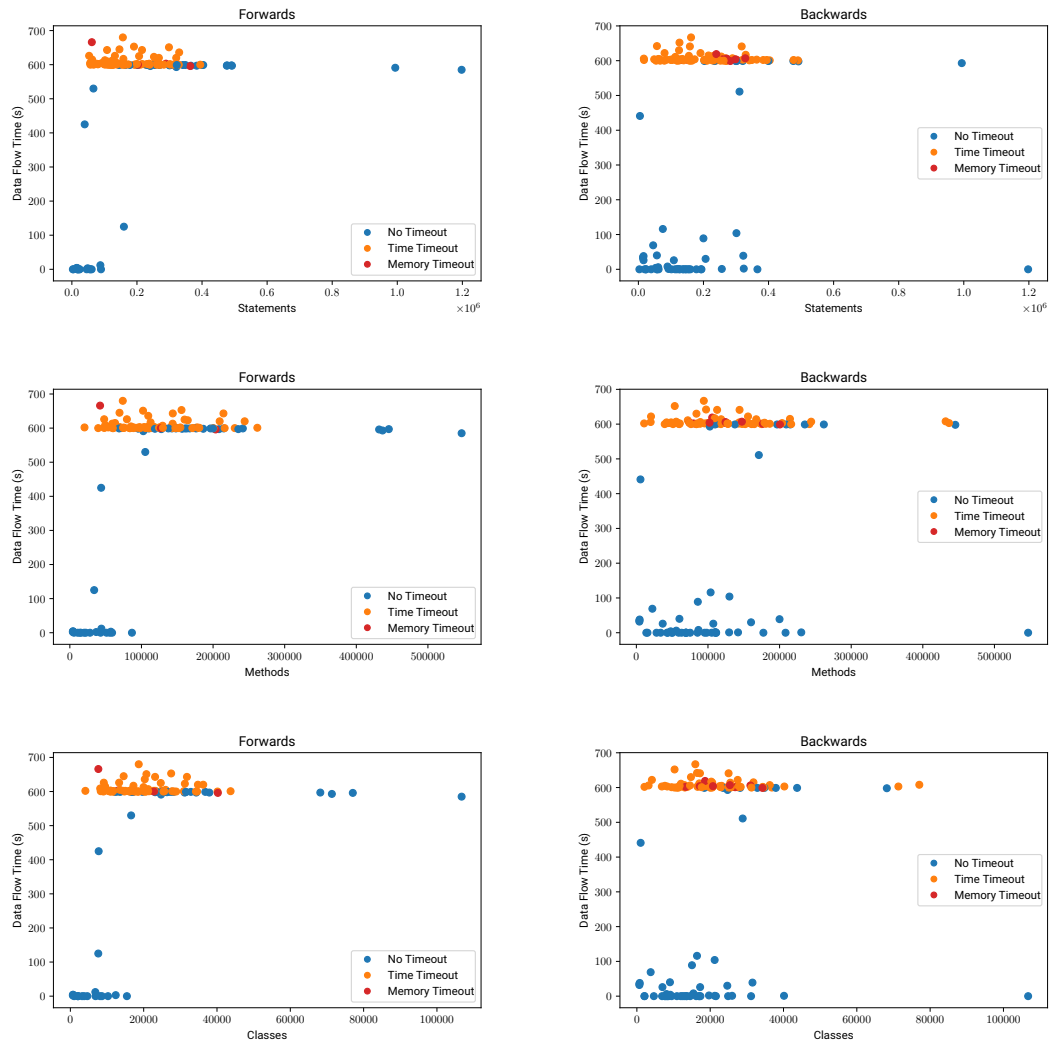 Forwards
700
600
500
400
300
200
100
0
Data Flow Time (s)
No Timeout
Time Timeout
Memory Timeout
0.0 0.2 0.4 0.6 0.8 1.0 1.2
×10⁶
Statements
Backwards
700
600
500
400
300
200
100
0
Data Flow Time (s)
No Timeout
Time Timeout
Memory Timeout
0.0 0.2 0.4 0.6 0.8 1.0 1.2
×10⁶
Statements
Forwards
700
600
500
400
300
200
100
0
Data Flow Time (s)
No Timeout
Time Timeout
Memory Timeout
0 100000 200000 300000 400000 500000
Methods
Backwards
700
600
500
400
300
200
100
0
Data Flow Time (s)
No Timeout
Time Timeout
Memory Timeout
0 100000 200000 300000 400000 500000
Methods
Forwards
700
600
500
400
300
200
100
0
Data Flow Time (s)
No Timeout
Time Timeout
Memory Timeout
0 20000 40000 60000 80000 100000
Classes
Backwards
700
600
500
400
300
200
100
0
Data Flow Time (s)
No Timeout
Time Timeout
Memory Timeout
0 20000 40000 60000 80000 100000
Classes